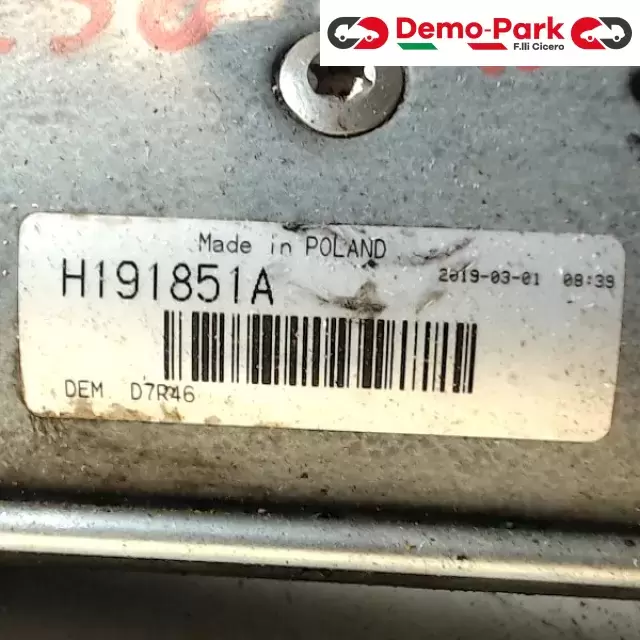 Demo-Park
F.lli Cicero
Made in POLAND
H191851A
2019-03-01 08:39
DEM D7R46